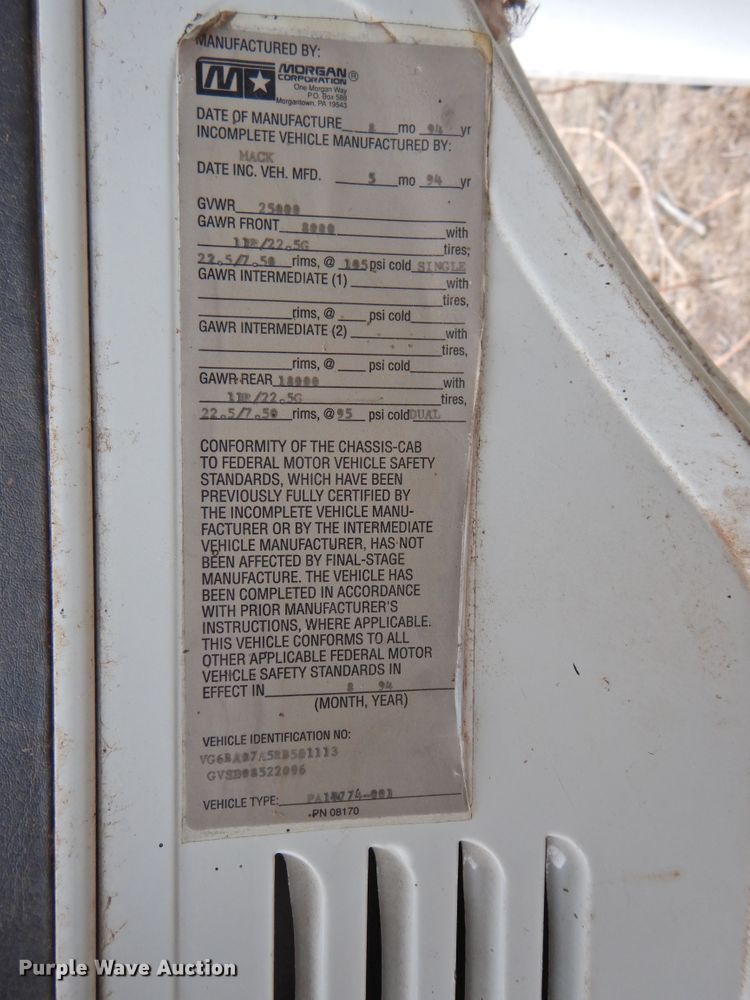 MANUFACTURED BY:
MORGAN ®
CORPORATION
One Morgan Way
P.O. Box 588
Morgantown, PA 19543
DATE OF MANUFACTURE 8 mo 94 yr
INCOMPLETE VEHICLE MANUFACTURED BY:
MACK
DATE INC. VEH. MFD. 5 mo 94 yr
GVWR 25000
GAWR FRONT 8000 with
11R/22.5G tires;
22.5/7.50 rims, @ 105 psi cold SINGLE
GAWR INTERMEDIATE (1) with
tires,
rims, @ psi cold
GAWR INTERMEDIATE (2) with
tires,
rims, @ psi cold
GAWR REAR 18000 with
11R/22.5G tires,
22.5/7.50 rims, @ 95 psi cold DUAL
CONFORMITY OF THE CHASSIS-CAB
TO FEDERAL MOTOR VEHICLE SAFETY
STANDARDS, WHICH HAVE BEEN
PREVIOUSLY FULLY CERTIFIED BY
THE INCOMPLETE VEHICLE MANU-
FACTURER OR BY THE INTERMEDIATE
VEHICLE MANUFACTURER, HAS NOT
BEEN AFFECTED BY FINAL-STAGE
MANUFACTURE. THE VEHICLE HAS
BEEN COMPLETED IN ACCORDANCE
WITH PRIOR MANUFACTURER'S
INSTRUCTIONS, WHERE APPLICABLE.
THIS VEHICLE CONFORMS TO ALL
OTHER APPLICABLE FEDERAL MOTOR
VEHICLE SAFETY STANDARDS IN
EFFECT IN 8 94
(MONTH, YEAR)
VEHICLE IDENTIFICATION NO:
VG6BA07A5RB501113
VEHICLE TYPE:
PN 08170
Purple Wave Auction